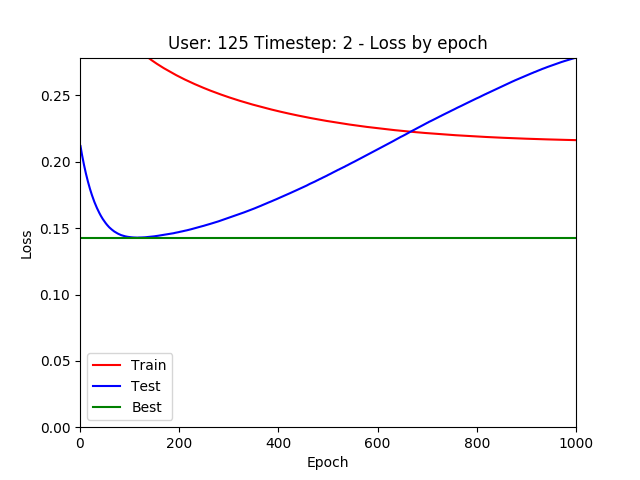 User: 125 Timestep: 2 - Loss by epoch
Loss
0.25
0.20
0.15
0.10
0.05
0.00
Train
Test
Best
0 200 400 600 800 1000
Epoch